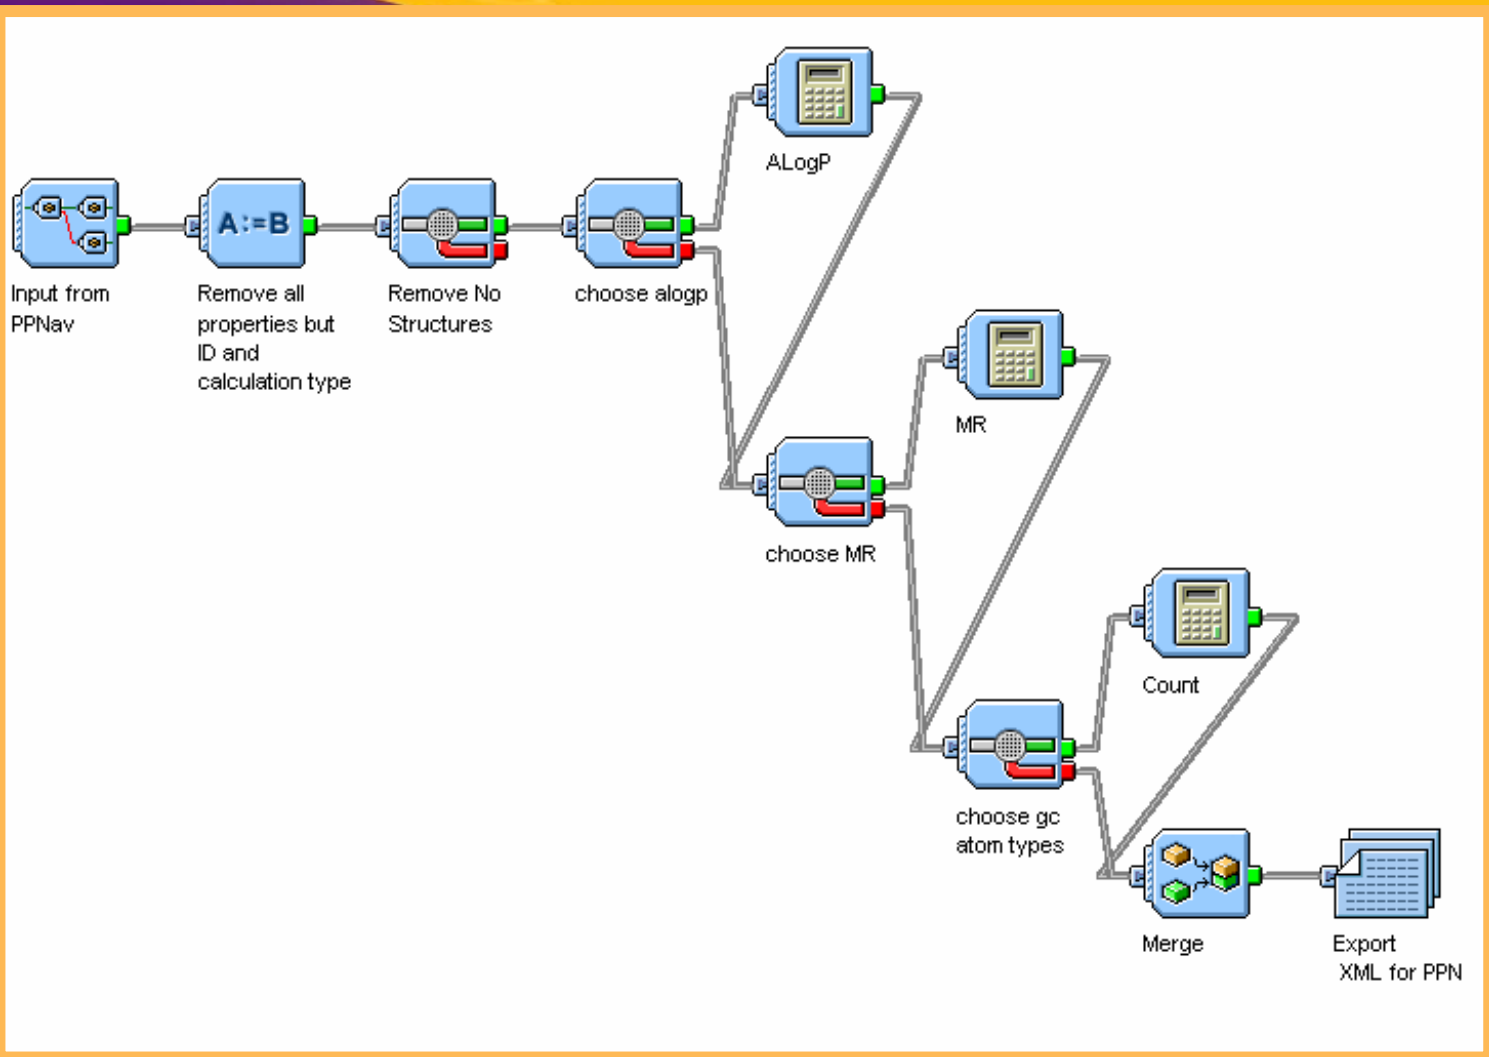 ALogP
Input from
PPNav
A:=B
Remove all
properties but
ID and
calculation type
Remove No
Structures
choose alogp
MR
choose MR
Count
choose gc
atom types
Merge
Export
XML for PPN